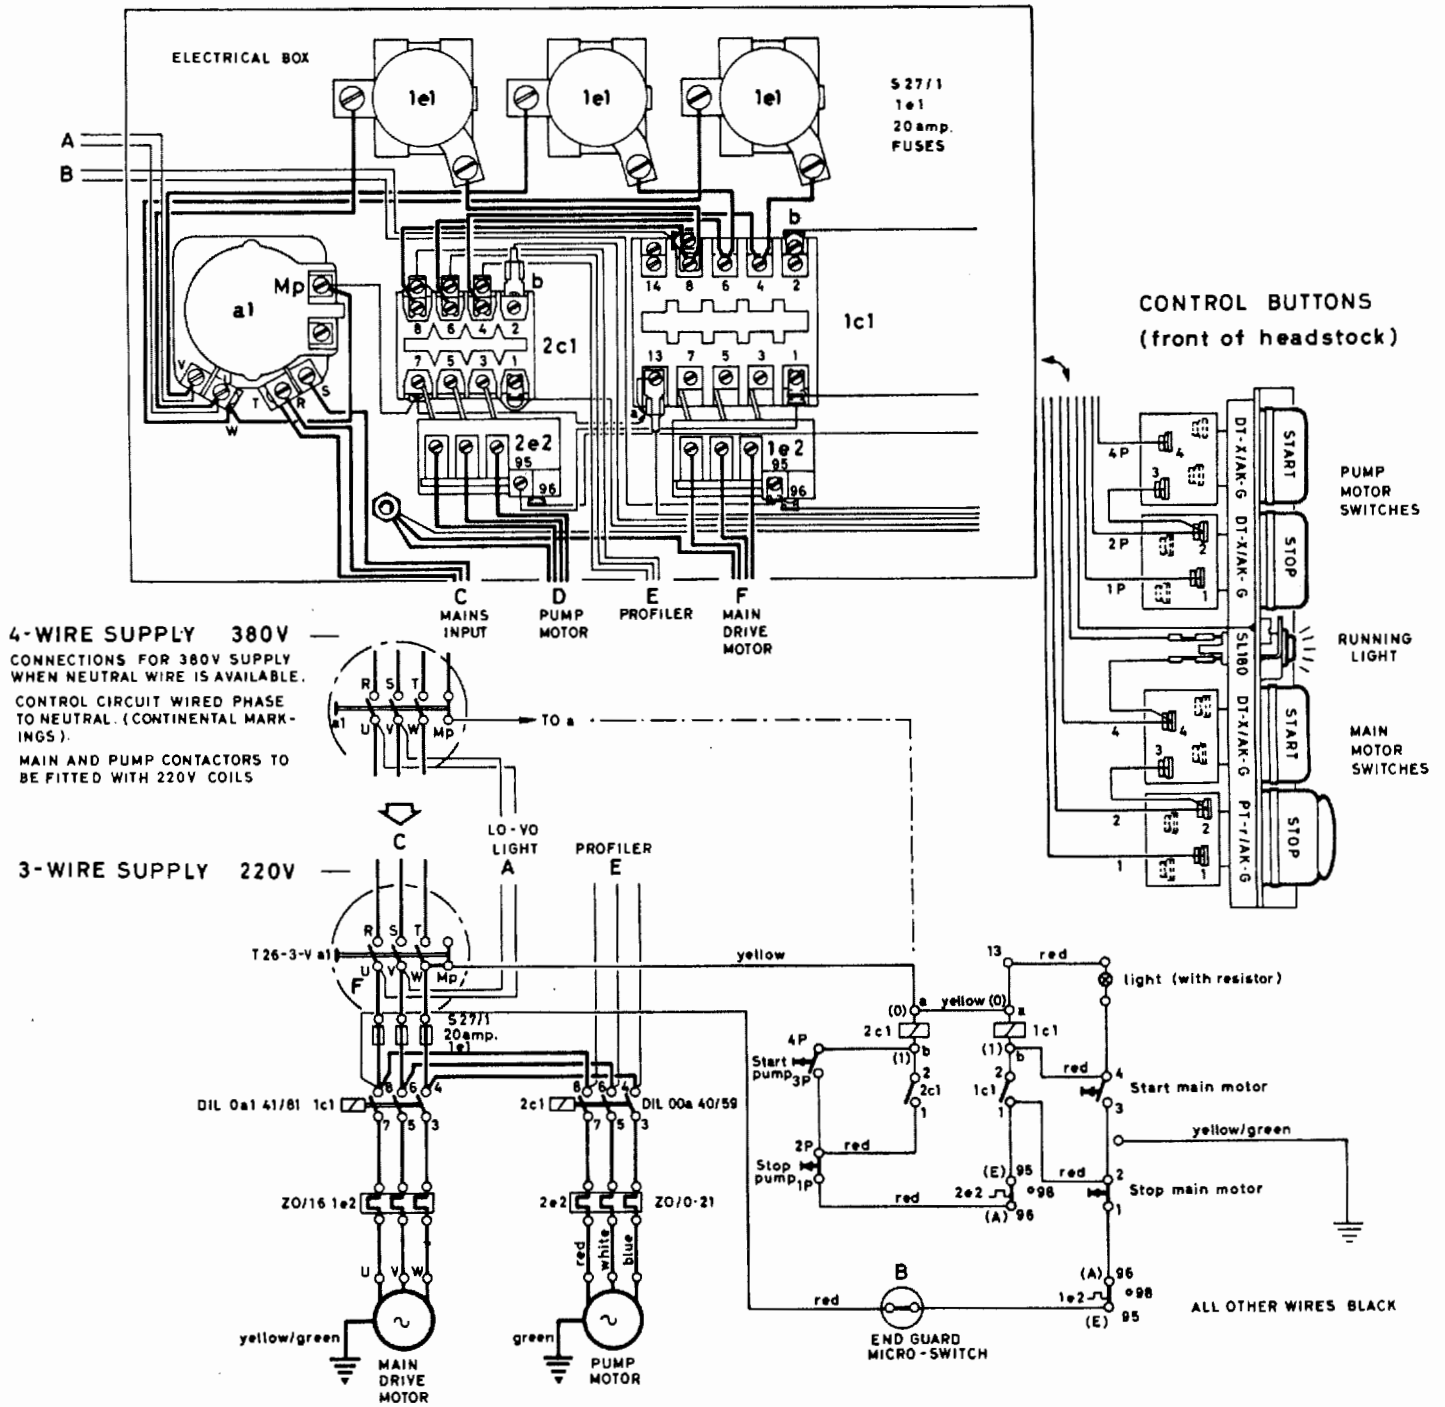 ELECTRICAL BOX
1e1
1e1
1e1
S 27/1
1e1
20 amp.
FUSES
A
B
b
Mp
a1
b
14 8 6 4 2
8 6 4 2
2c1
1c1
7 5 3 1
13 7 5 3 1
V
T R S
W
a
2e2
95
96
1e2
95
96
C
MAINS
INPUT
D
PUMP
MOTOR
E
PROFILER
F
MAIN
DRIVE
MOTOR
CONTROL BUTTONS
(front of headstock)
4P
4
3
DT-X/AK-G
START
PUMP
MOTOR
SWITCHES
2P
2
1P
1
DT-X/AK-G
STOP
SL180
RUNNING
LIGHT
4
4
3
DT-X/AK-G
START
MAIN
MOTOR
SWITCHES
2
2
1
1
PT-r/AK-G
STOP
4-WIRE SUPPLY 380V
CONNECTIONS FOR 380V SUPPLY
WHEN NEUTRAL WIRE IS AVAILABLE.
CONTROL CIRCUIT WIRED PHASE
TO NEUTRAL. (CONTINENTAL MARK-
INGS).
MAIN AND PUMP CONTACTORS TO
BE FITTED WITH 220V COILS
R S T
a1
U V W Mp
TO a
C
LO-VO
LIGHT
A
PROFILER
E
3-WIRE SUPPLY 220V
R S T
T26-3-V a1
U V W Mp
F
yellow
S27/1
20amp.
1e1
8 6 4
DIL 0a1 41/81 1c1
7 5 3
8 6 4
2c1
DIL 00a 40/59
7 5 3
ZO/16 1e2
2e2
ZO/0·21
red
white
blue
U V W
~
~
yellow/green
MAIN
DRIVE
MOTOR
green
PUMP
MOTOR
13
red
light (with resistor)
(0)
a
yellow
(0)
a
2c1
1c1
4P
(1)
b
(1)
b
Start
pump
3P
2
2c1
1
2
1c1
1
red
4
Start main motor
3
yellow/green
2P
red
Stop
pump
1P
red
(E)
95
2e2
98
(A)
96
red
2
Stop main motor
1
B
red
END GUARD
MICRO-SWITCH
(A)
96
1e2
98
(E)
95
ALL OTHER WIRES BLACK